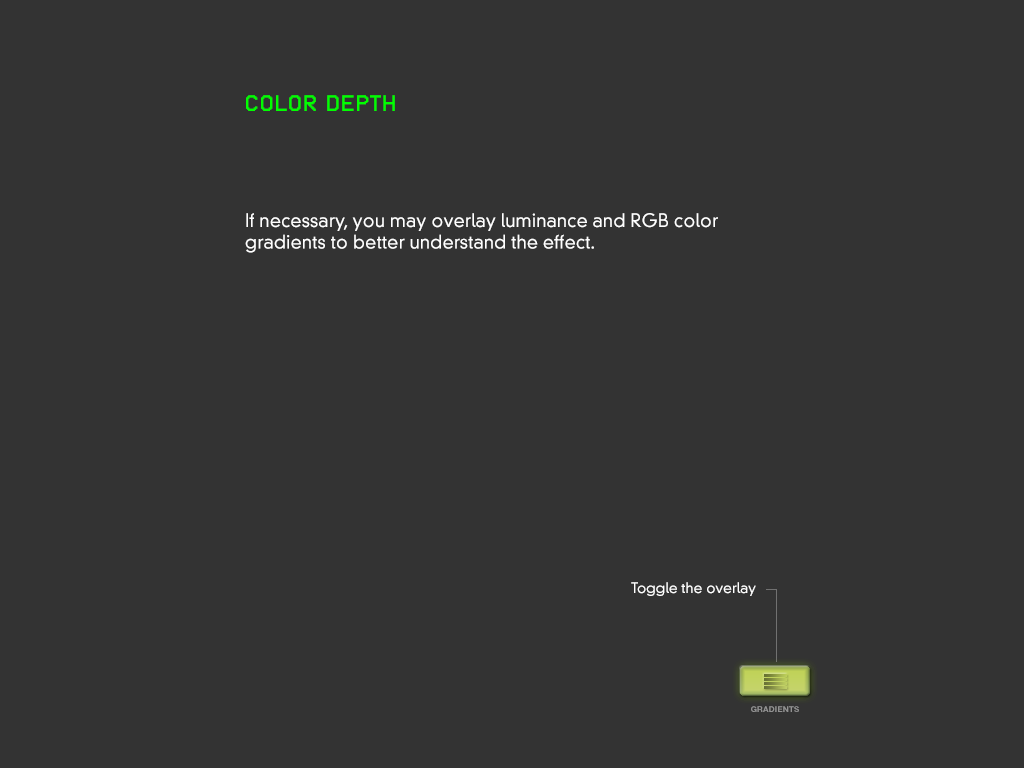 COLOR DEPTH
If necessary, you may overlay luminance and RGB color
gradients to better understand the effect.
Toggle the overlay
GRADIENTS